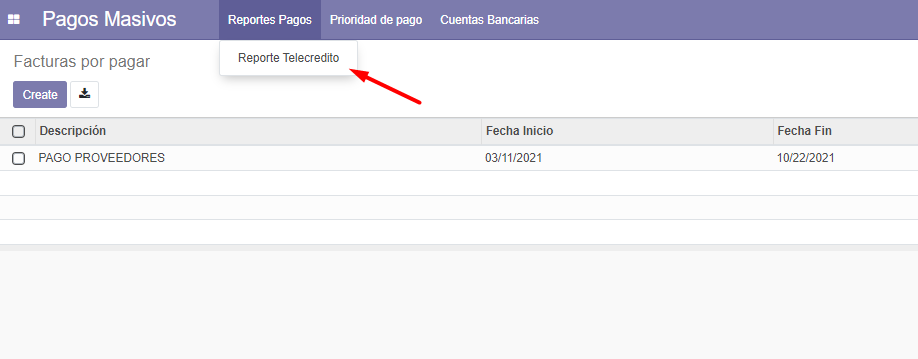 Pagos Masivos Reportes Pagos Prioridad de pago Cuentas Bancarias
Reporte Telecredito
Facturas por pagar
Create
Descripción Fecha Inicio Fecha Fin
PAGO PROVEEDORES 03/11/2021 10/22/2021